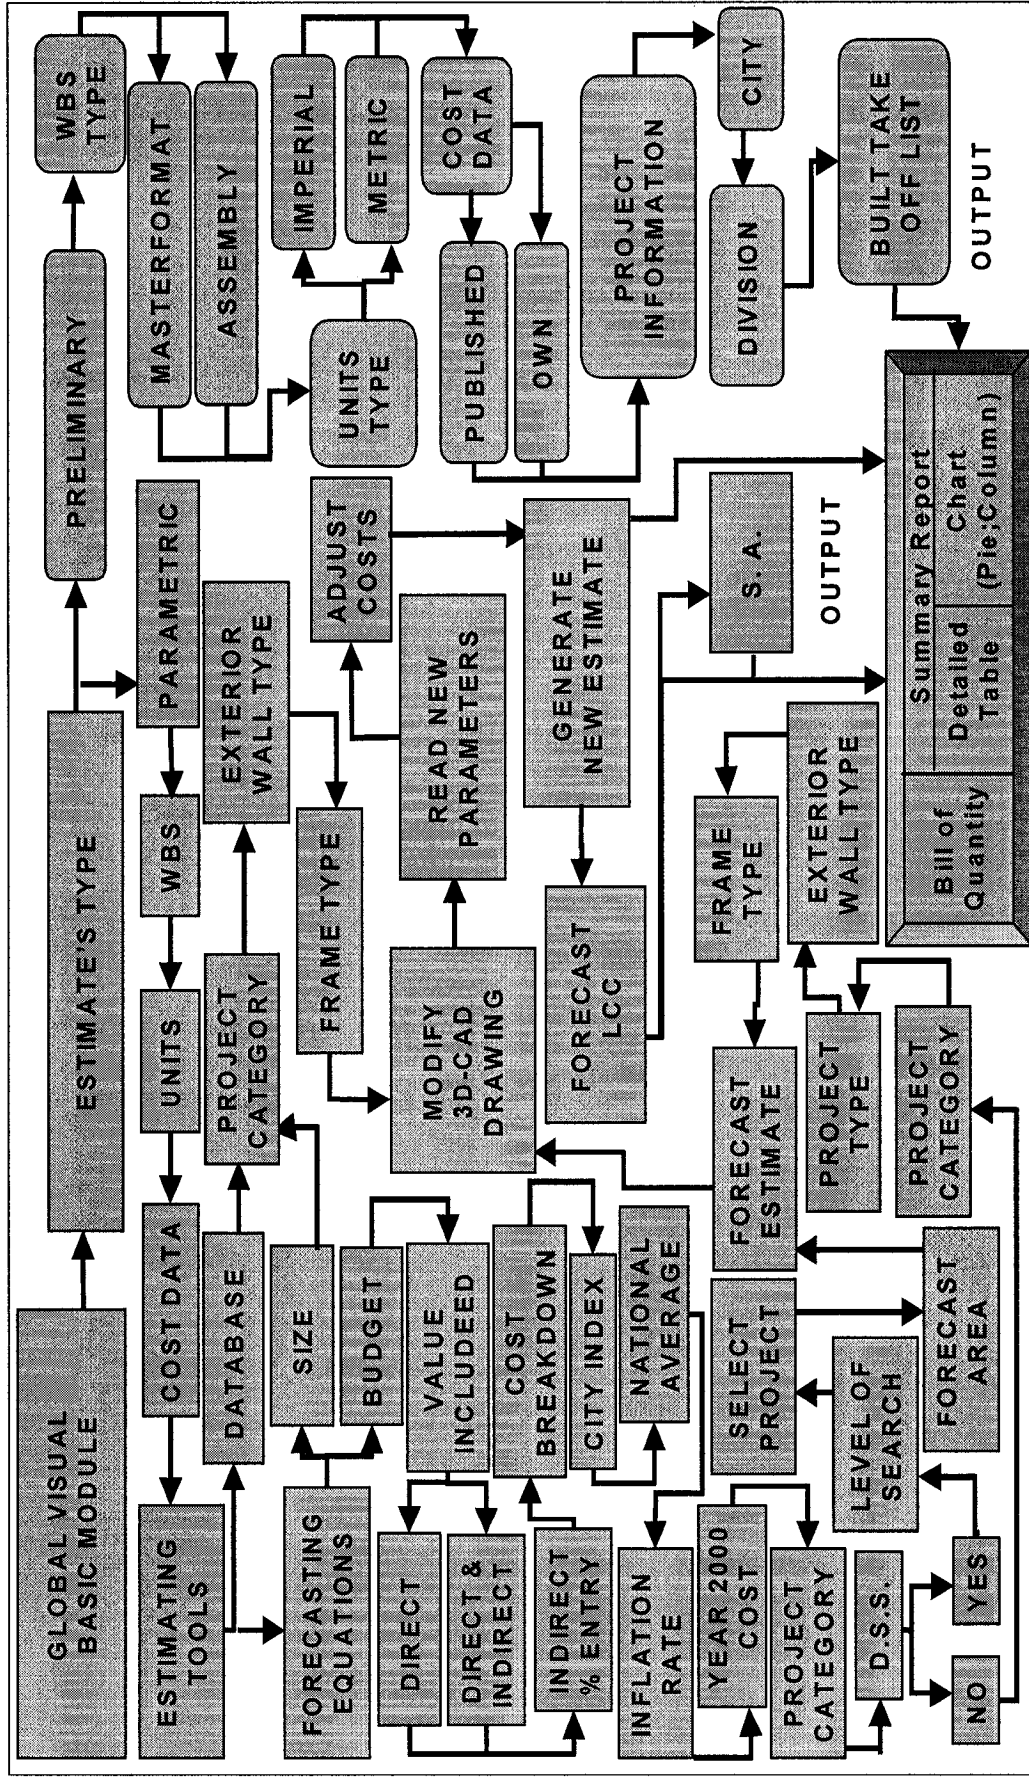 GLOBAL VISUAL
BASIC MODULE
ESTIMATE'S TYPE
PRELIMINARY
WBS
TYPE
MASTERFORMAT
ASSEMBLY
UNITS
TYPE
IMPERIAL
METRIC
COST
DATA
PUBLISHED
OWN
PROJECT
INFORMATION
CITY
DIVISION
BUILT TAKE
OFF LIST
OUTPUT
PARAMETRIC
WBS
UNITS
COST DATA
ESTIMATING
TOOLS
DATABASE
PROJECT
CATEGORY
EXTERIOR
WALL TYPE
FRAME TYPE
FORECASTING
EQUATIONS
SIZE
BUDGET
VALUE
INCLUDED
DIRECT
DIRECT &
INDIRECT
INDIRECT
% ENTRY
COST
BREAKDOWN
CITY INDEX
NATIONAL
AVERAGE
INFLATION
RATE
YEAR 2000
COST
PROJECT
CATEGORY
D.S.S.
NO
YES
LEVEL OF
SEARCH
SELECT
PROJECT
FORECAST
AREA
FORECAST
ESTIMATE
PROJECT
CATEGORY
PROJECT
TYPE
EXTERIOR
WALL TYPE
FRAME
TYPE
MODIFY
3D-CAD
DRAWING
READ NEW
PARAMETERS
ADJUST
COSTS
GENERATE
NEW ESTIMATE
FORECAST
LCC
S. A.
OUTPUT
Bill of
Quantity
Summary Report
Detailed
Table
Chart
(Pie;Column)